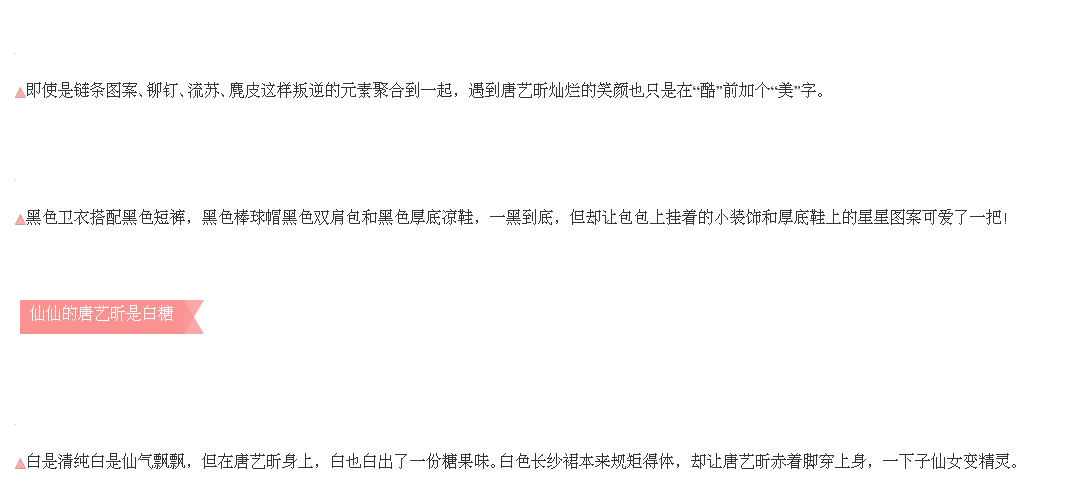 ▲即使是链条图案、铆钉、流苏、麂皮这样叛逆的元素聚合到一起，遇到唐艺昕灿烂的笑颜也只是在“酷”前加个“美”字。
▲黑色卫衣搭配黑色短裤，黑色棒球帽黑色双肩包和黑色厚底凉鞋，一黑到底，但却让包包上挂着的小装饰和厚底鞋上的星星图案可爱了一把!
仙仙的唐艺昕是白糖
▲白是清纯白是仙气飘飘，但在唐艺昕身上，白也白出了一份糖果味。白色长纱裙本来规矩得体，却让唐艺昕赤着脚穿上身，一下子仙女变精灵。